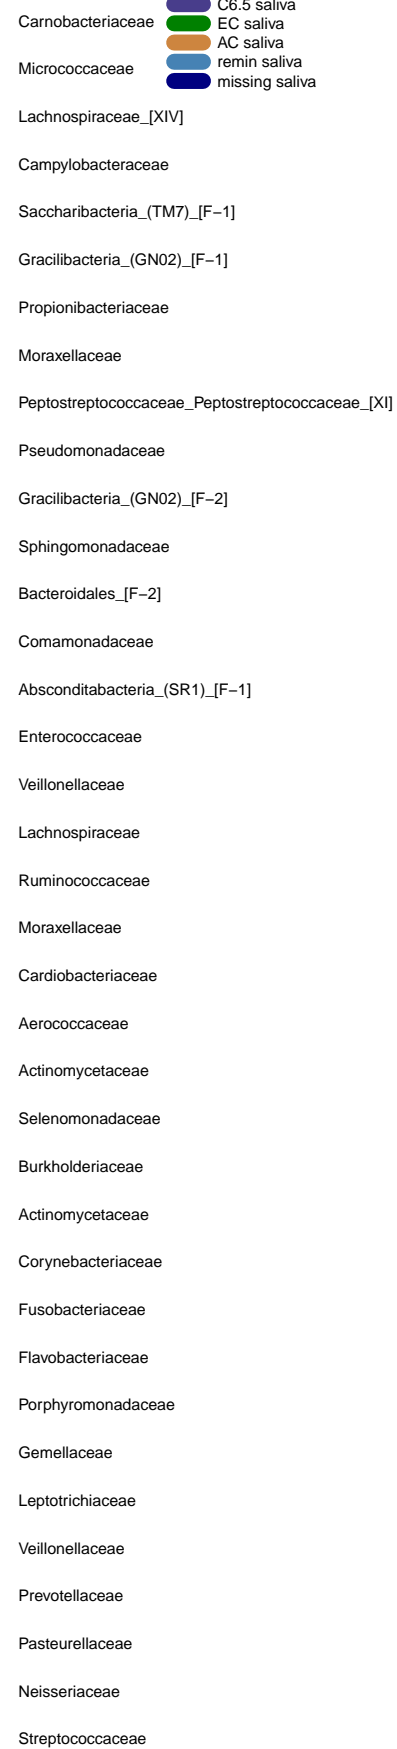 C6.5 saliva
Carnobacteriaceae
EC saliva
AC saliva
remin saliva
Micrococcaceae
missing saliva
Lachnospiraceae_[XIV]
Campylobacteraceae
Saccharibacteria_(TM7)_[F−1]
Gracilibacteria_(GN02)_[F−1]
Propionibacteriaceae
Moraxellaceae
Peptostreptococcaceae_Peptostreptococcaceae_[XI]
Pseudomonadaceae
Gracilibacteria_(GN02)_[F−2]
Sphingomonadaceae
Bacteroidales_[F−2]
Comamonadaceae
Absconditabacteria_(SR1)_[F−1]
Enterococcaceae
Veillonellaceae
Lachnospiraceae
Ruminococcaceae
Moraxellaceae
Cardiobacteriaceae
Aerococcaceae
Actinomycetaceae
Selenomonadaceae
Burkholderiaceae
Actinomycetaceae
Corynebacteriaceae
Fusobacteriaceae
Flavobacteriaceae
Porphyromonadaceae
Gemellaceae
Leptotrichiaceae
Veillonellaceae
Prevotellaceae
Pasteurellaceae
Neisseriaceae
Streptococcaceae